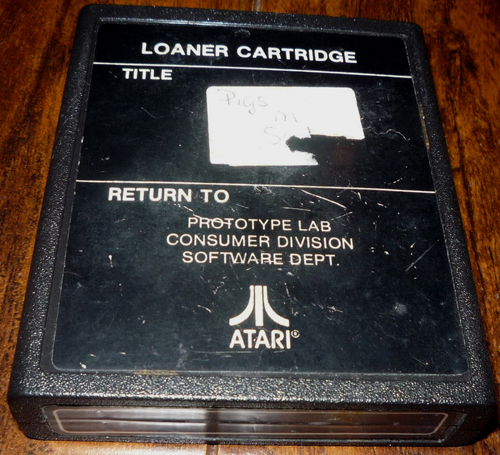 LOANER CARTRIDGE
TITLE
Pigs
in
RETURN TO
PROTOTYPE LAB
CONSUMER DIVISION
SOFTWARE DEPT.
ATARI®